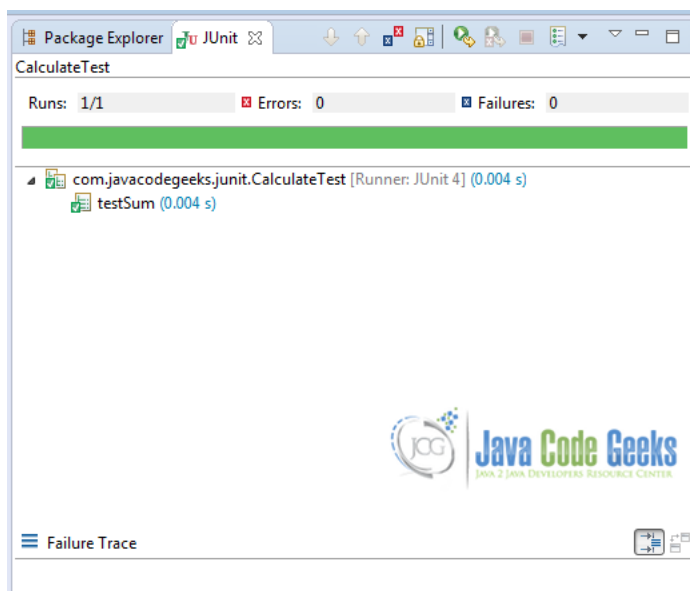 Package Explorer JUnit
CalculateTest
Runs: 1/1 Errors: 0 Failures: 0
com.javacodegeeks.junit.CalculateTest [Runner: JUnit 4] (0.004 s)
testSum (0.004 s)
JCG
Java Code Geeks
JAVA 2 JAVA DEVELOPERS RESOURCE CENTER
Failure Trace